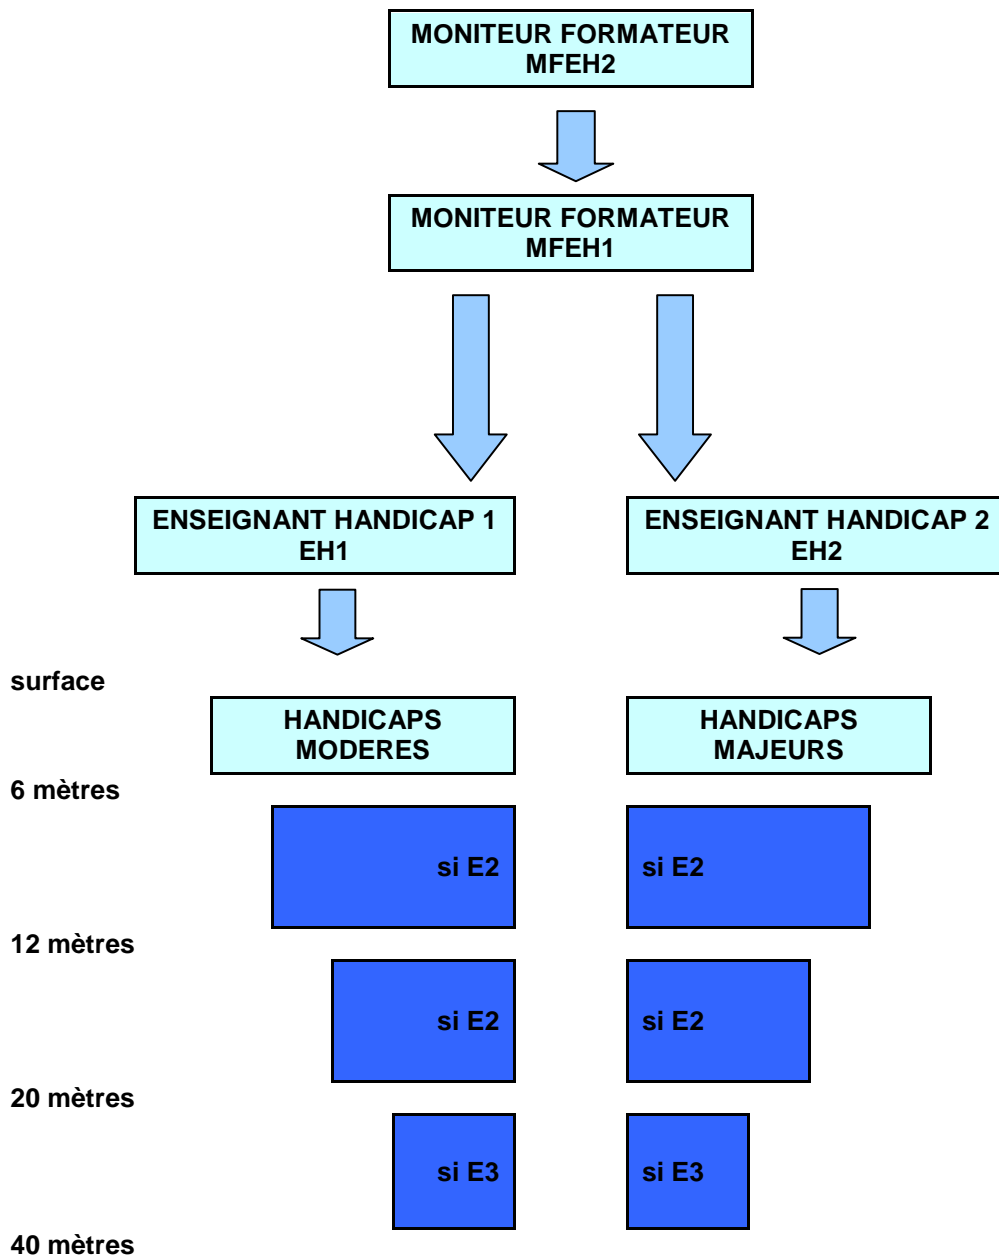 MONITEUR FORMATEUR
MFEH2
MONITEUR FORMATEUR
MFEH1
ENSEIGNANT HANDICAP 1
EH1
ENSEIGNANT HANDICAP 2
EH2
surface
HANDICAPS
MODERES
HANDICAPS
MAJEURS
6 mètres
si E2
si E2
12 mètres
si E2
si E2
20 mètres
si E3
si E3
40 mètres